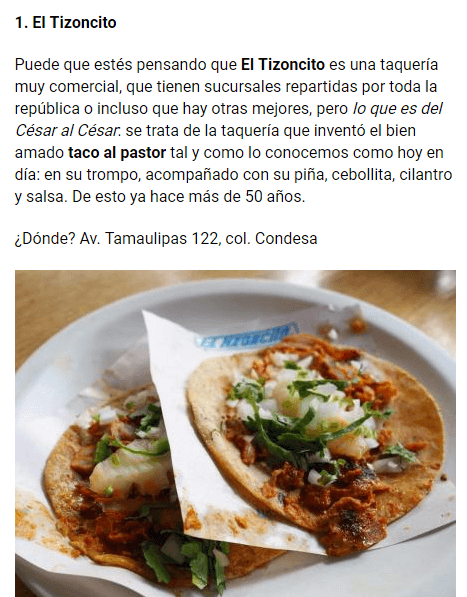 1. El Tizoncito
Puede que estés pensando que El Tizoncito es una taquería
muy comercial, que tienen sucursales repartidas por toda la
república o incluso que hay otras mejores, pero lo que es del
César al César: se trata de la taquería que inventó el bien
amado taco al pastor tal y como lo conocemos como hoy en
día: en su trompo, acompañado con su piña, cebollita, cilantro
y salsa. De esto ya hace más de 50 años.
¿Dónde? Av. Tamaulipas 122, col. Condesa
EL TIZONCITO